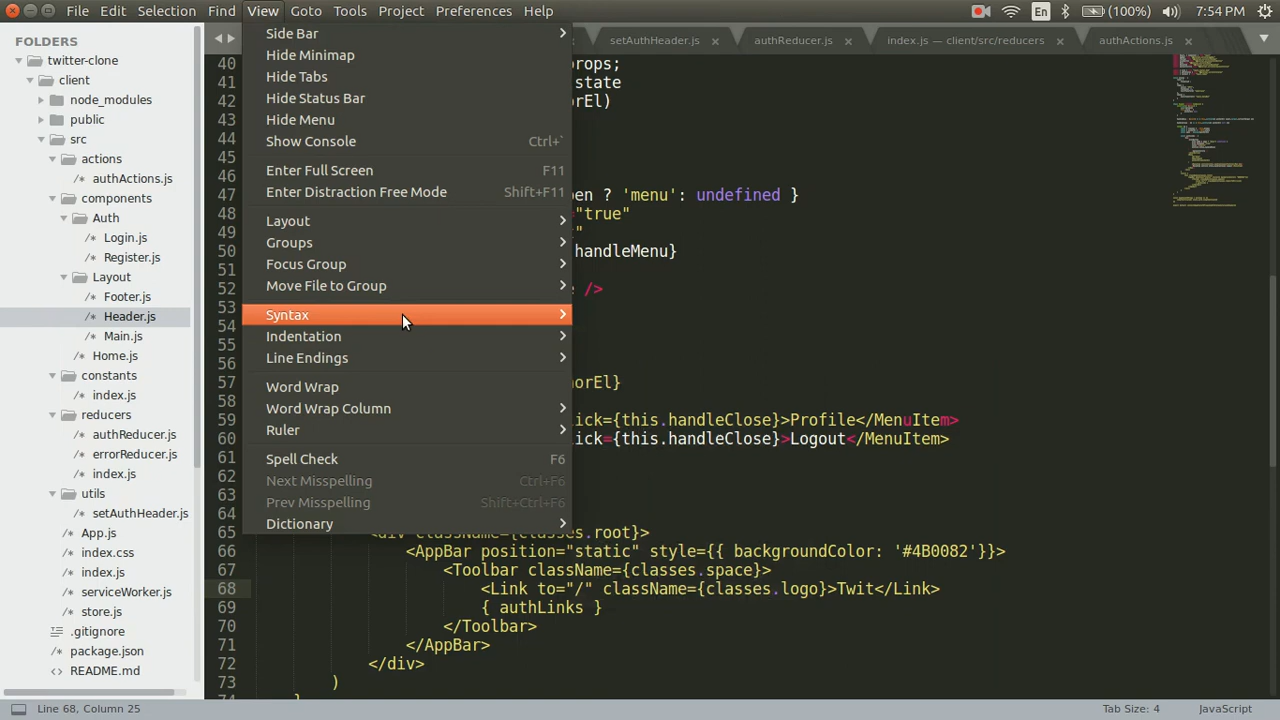 File Edit Selection Find View Goto Tools Project Preferences Help En (100%) 7:54 PM
FOLDERS
twitter-clone
client
node_modules
public
src
actions
authActions.js
components
Auth
Login.js
Register.js
Layout
Footer.js
Header.js
Main.js
Home.js
constants
index.js
reducers
authReducer.js
errorReducer.js
index.js
utils
setAuthHeader.js
App.js
index.css
index.js
serviceWorker.js
store.js
.gitignore
package.json
README.md
Side Bar
Hide Minimap
Hide Tabs
Hide Status Bar
Hide Menu
Show Console Ctrl+`
Enter Full Screen F11
Enter Distraction Free Mode Shift+F11
Layout
Groups
Focus Group
Move File to Group
Syntax
Indentation
Line Endings
Word Wrap
Word Wrap Column
Ruler
Spell Check F6
Next Misspelling Ctrl+F6
Prev Misspelling Shift+Ctrl+F6
Dictionary
setAuthHeader.js authReducer.js index.js — client/src/reducers authActions.js
40 rops;
41 state
42 orEl)
43
44
45
46
47 pen ? 'menu': undefined }
48 ="true"
49 "
50 handleMenu}
51
52 />
53
54
55
56
57 orEl}
58
59 ick={this.handleClose}>Profile</MenuItem>
60 ick={this.handleClose}>Logout</MenuItem>
61
62
63
64
65 <div className={classes.root}>
66 <AppBar position="static" style={{ backgroundColor: '#4B0082'}}>
67 <Toolbar className={classes.space}>
68 <Link to="/" className={classes.logo}>Twit</Link>
69 { authLinks }
70 </Toolbar>
71 </AppBar>
72 </div>
73 )
74 }
Line 68, Column 25 Tab Size: 4 JavaScript